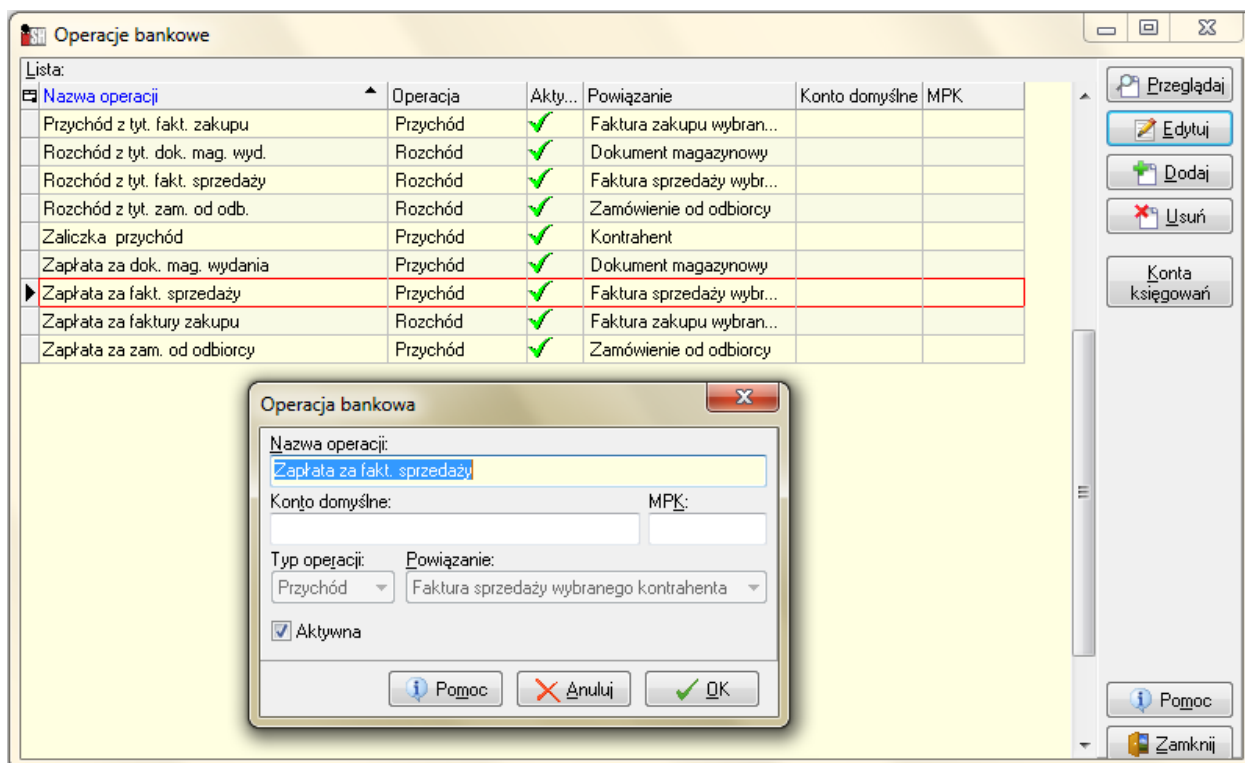 SH Operacje bankowe
Lista:
Nazwa operacji Operacja Akty... Powiązanie Konto domyślne MPK
Przychód z tyt. fakt. zakupu Przychód Faktura zakupu wybran...
Rozchód z tyt. dok. mag. wyd. Rozchód Dokument magazynowy
Rozchód z tyt. fakt. sprzedaży Rozchód Faktura sprzedaży wybr...
Rozchód z tyt. zam. od odb. Rozchód Zamówienie od odbiorcy
Zaliczka przychód Przychód Kontrahent
Zapłata za dok. mag. wydania Przychód Dokument magazynowy
Zapłata za fakt. sprzedaży Przychód Faktura sprzedaży wybr...
Zapłata za faktury zakupu Rozchód Faktura zakupu wybran...
Zapłata za zam. od odbiorcy Przychód Zamówienie od odbiorcy
Przeglądaj
Edytuj
Dodaj
Usuń
Konta
księgowań
Operacja bankowa
Nazwa operacji:
Zapłata za fakt. sprzedaży
Konto domyślne: MPK:
Typ operacji: Powiązanie:
Przychód Faktura sprzedaży wybranego kontrahenta
Aktywna
Pomoc Anuluj OK
Pomoc
Zamknij